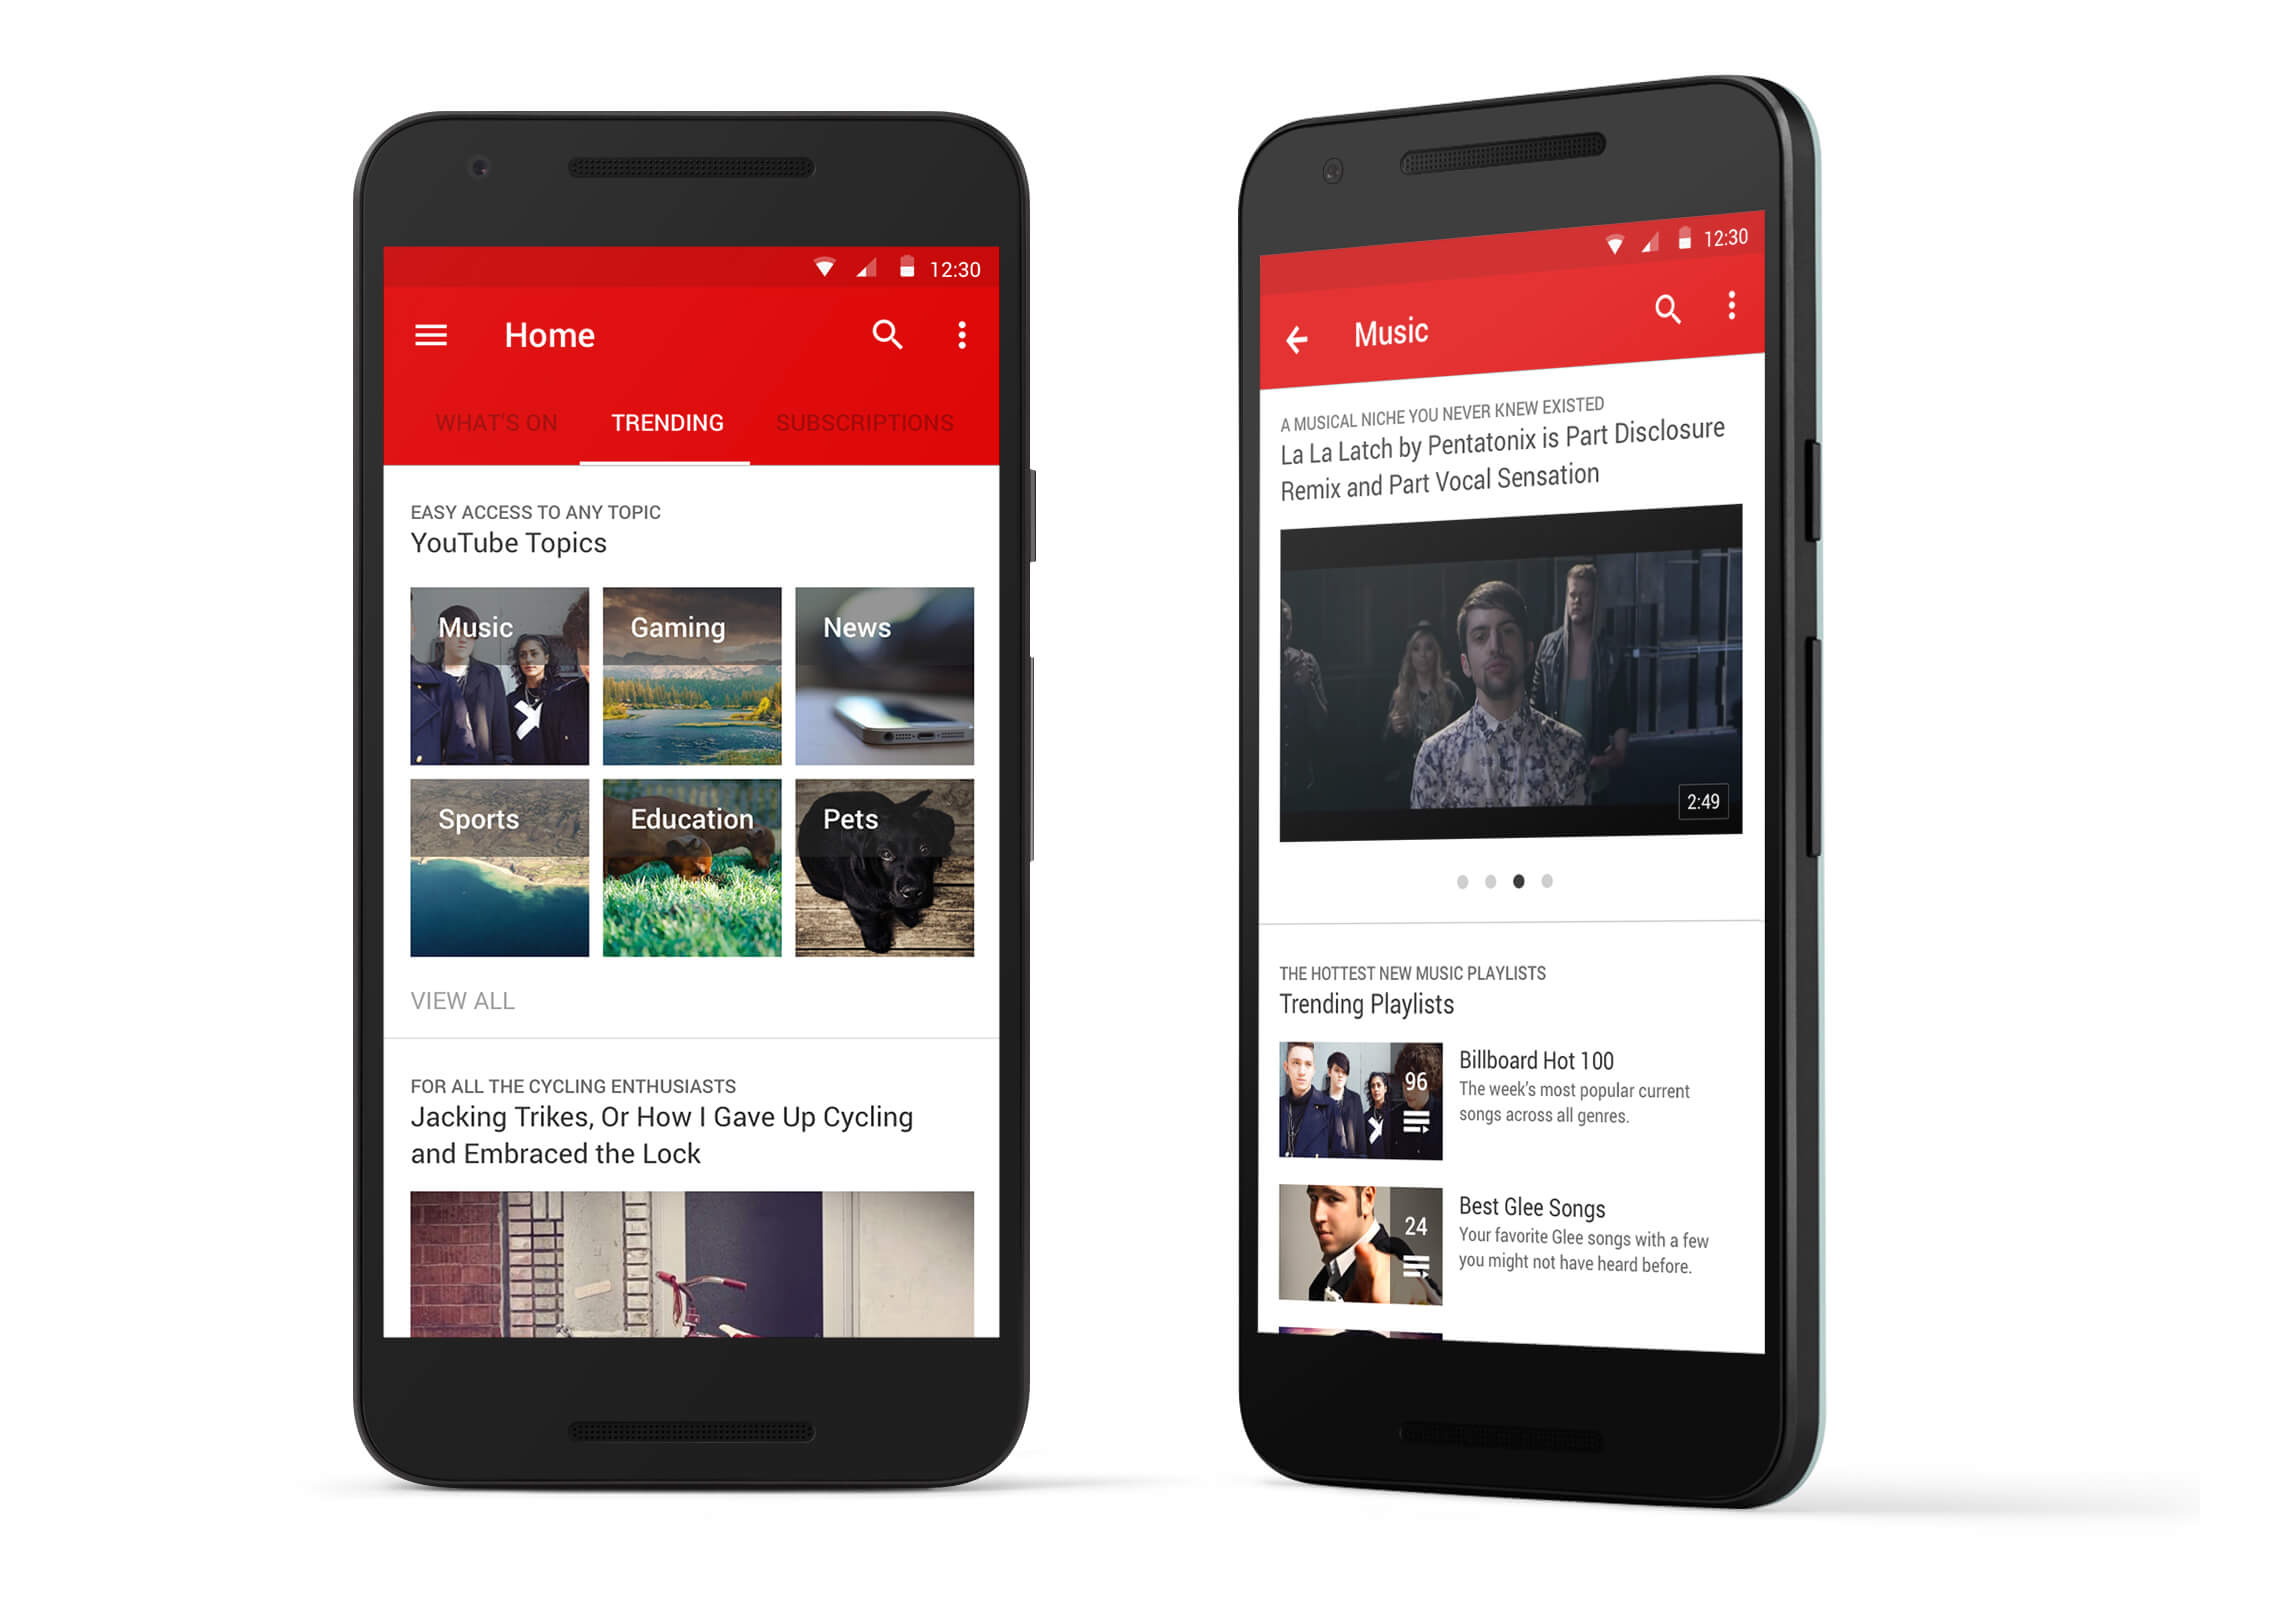 12:30
Home
WHAT'S ON
TRENDING
SUBSCRIPTIONS
EASY ACCESS TO ANY TOPIC
YouTube Topics
Music
Gaming
News
Sports
Education
Pets
VIEW ALL
FOR ALL THE CYCLING ENTHUSIASTS
Jacking Trikes, Or How I Gave Up Cycling
and Embraced the Lock
12:30
Music
A MUSICAL NICHE YOU NEVER KNEW EXISTED
La La Latch by Pentatonix is Part Disclosure
Remix and Part Vocal Sensation
2:49
THE HOTTEST NEW MUSIC PLAYLISTS
Trending Playlists
96
Billboard Hot 100
The week's most popular current
songs across all genres.
24
Best Glee Songs
Your favorite Glee songs with a few
you might not have heard before.